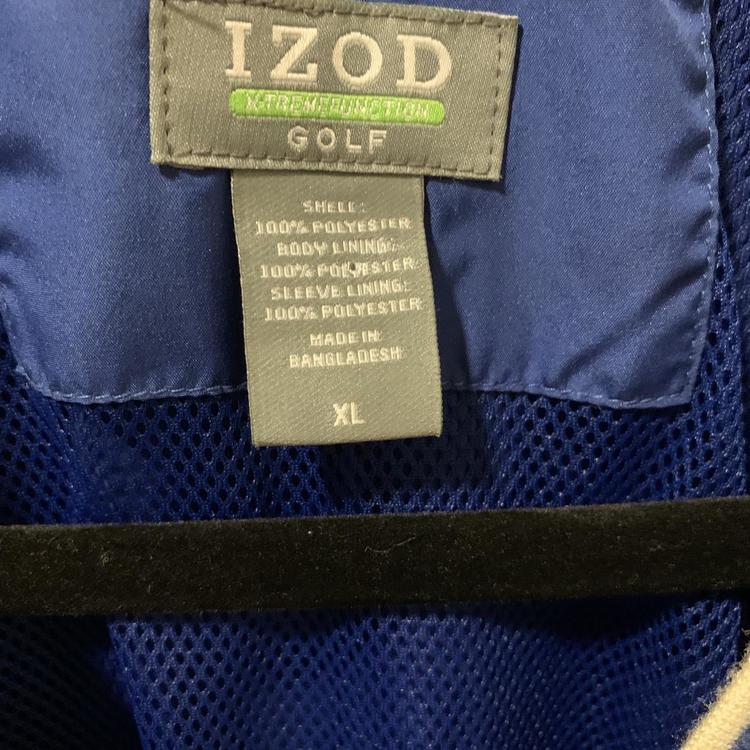 IZOD
X-TREME FUNCTION
GOLF
SHELL:
100% POLYESTER
BODY LINING:
100% POLYESTER
SLEEVE LINING:
100% POLYESTER
MADE IN
BANGLADESH
XL